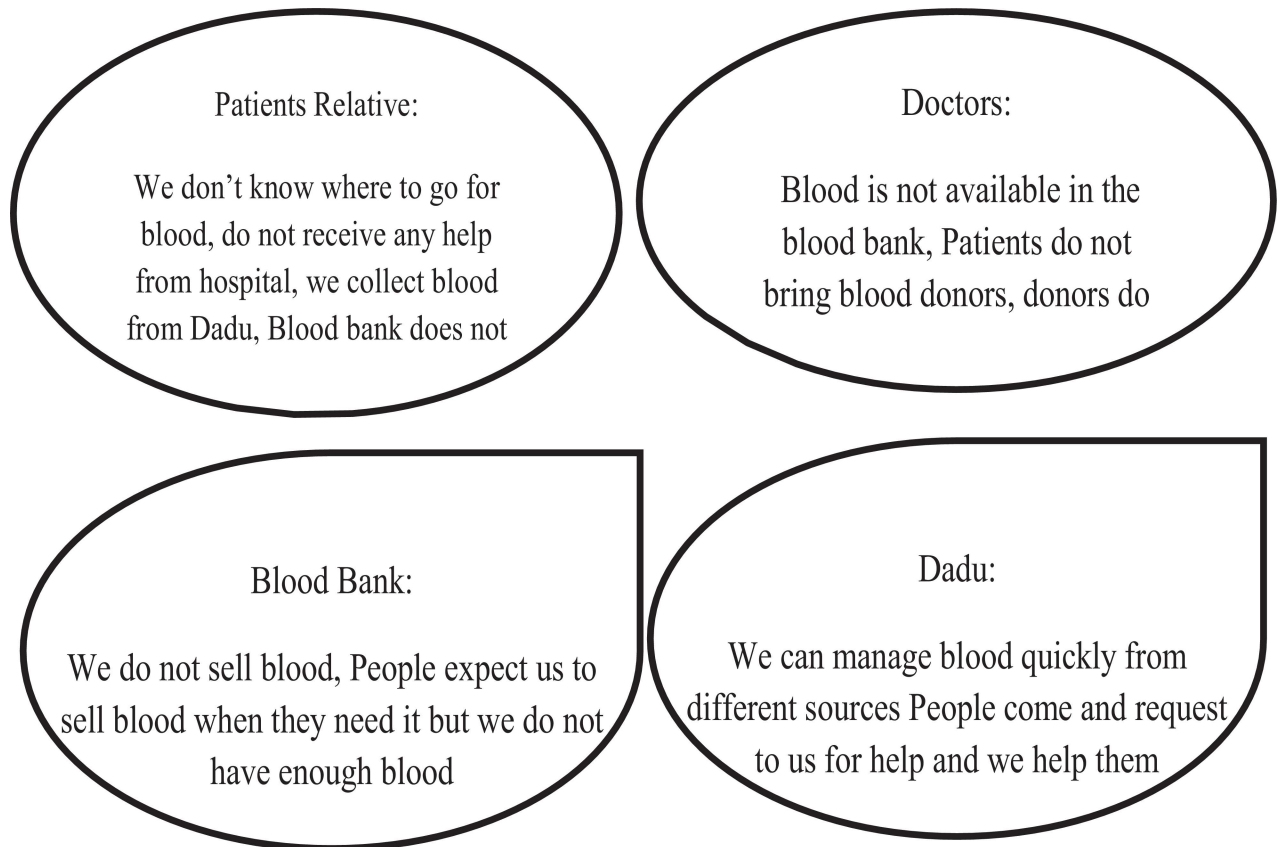 Patients Relative:
We don’t know where to go for
blood, do not receive any help
from hospital, we collect blood
from Dadu, Blood bank does not
Doctors:
Blood is not available in the
blood bank, Patients do not
bring blood donors, donors do
Blood Bank:
We do not sell blood, People expect us to
sell blood when they need it but we do not
have enough blood
Dadu:
We can manage blood quickly from
different sources People come and request
to us for help and we help them